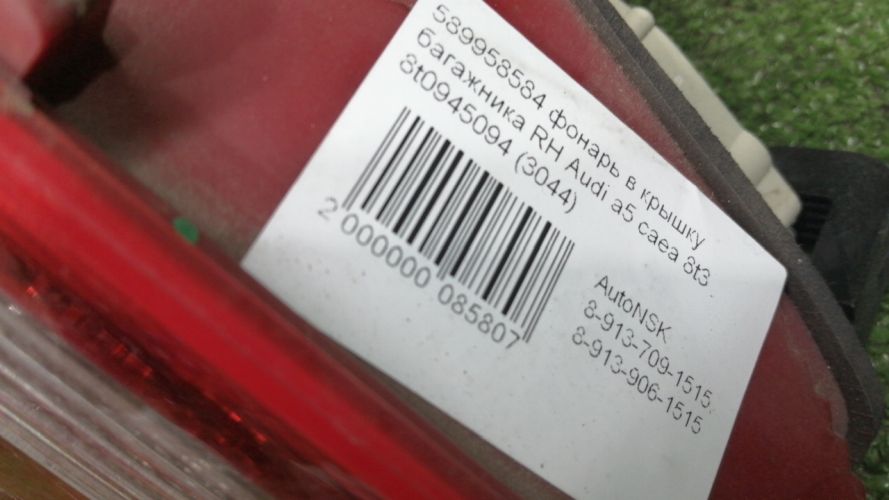 589958584 фонарь в крышку
багажника RH Audi a5 caea 8t3
8t0945094 (3044)
2 000000 085807
AutoNSK
8-913-709-1515,
8-913-906-1515